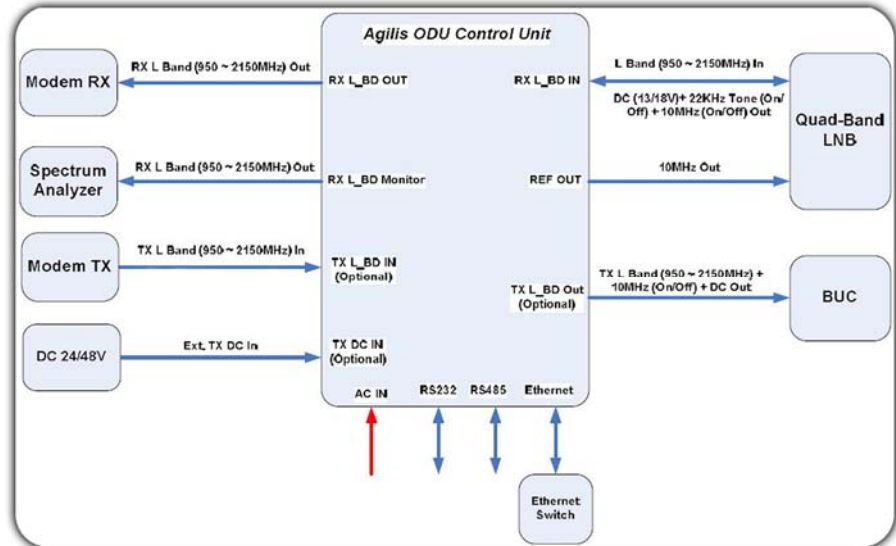 Agilis ODU Control Unit
Modem RX
RX L Band (950 ~ 2150MHz) Out
RX L_BD OUT
RX L_BD IN
L Band (950 ~ 2150MHz) In
DC (13/18V)+ 22KHz Tone (On/
Off) + 10MHz (On/Off) Out
Quad-Band
LNB
Spectrum
Analyzer
RX L Band (950 ~ 2150MHz) Out
RX L_BD Monitor
REF OUT
10MHz Out
Modem TX
TX L Band (950 ~ 2150MHz) In
TX L_BD IN
(Optional)
TX L_BD Out
(Optional)
TX L Band (950 ~ 2150MHz) +
10MHz (On/Off) + DC Out
BUC
DC 24/48V
Ext. TX DC In
TX DC IN
(Optional)
AC IN
RS232
RS485
Ethernet
Ethernet
Switch